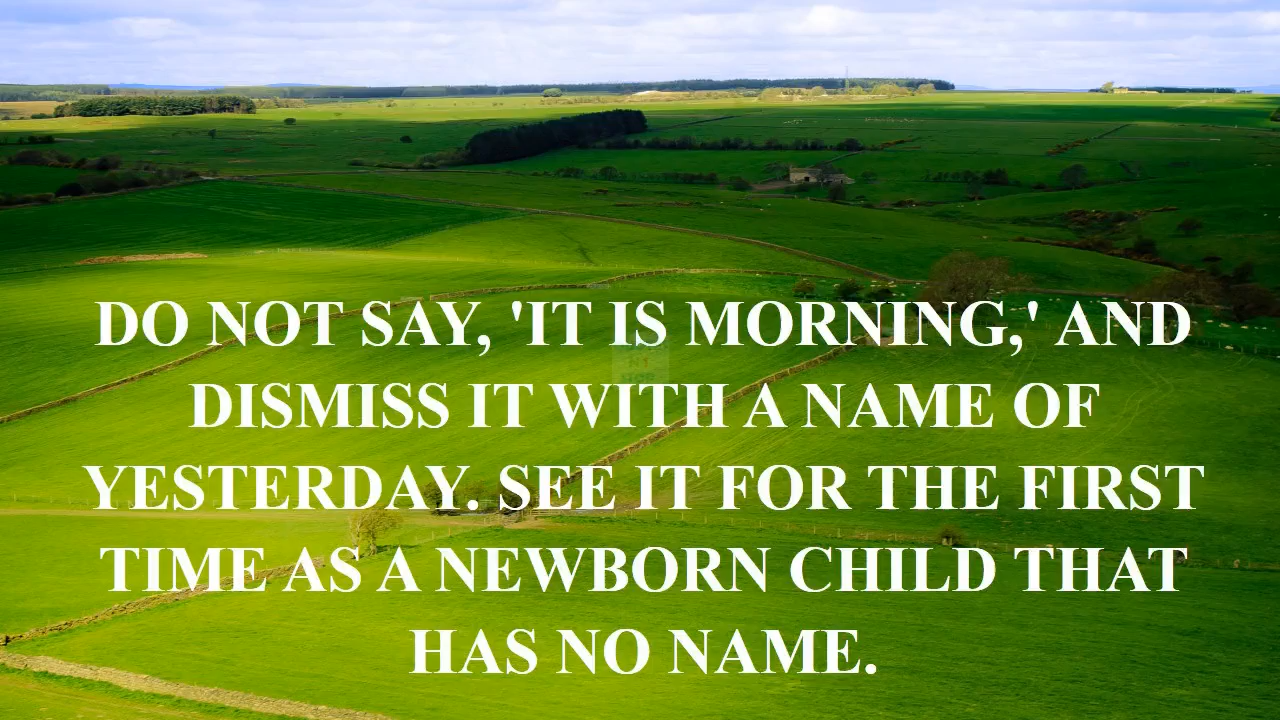 DO NOT SAY, 'IT IS MORNING,' AND
DISMISS IT WITH A NAME OF
YESTERDAY. SEE IT FOR THE FIRST
TIME AS A NEWBORN CHILD THAT
HAS NO NAME.